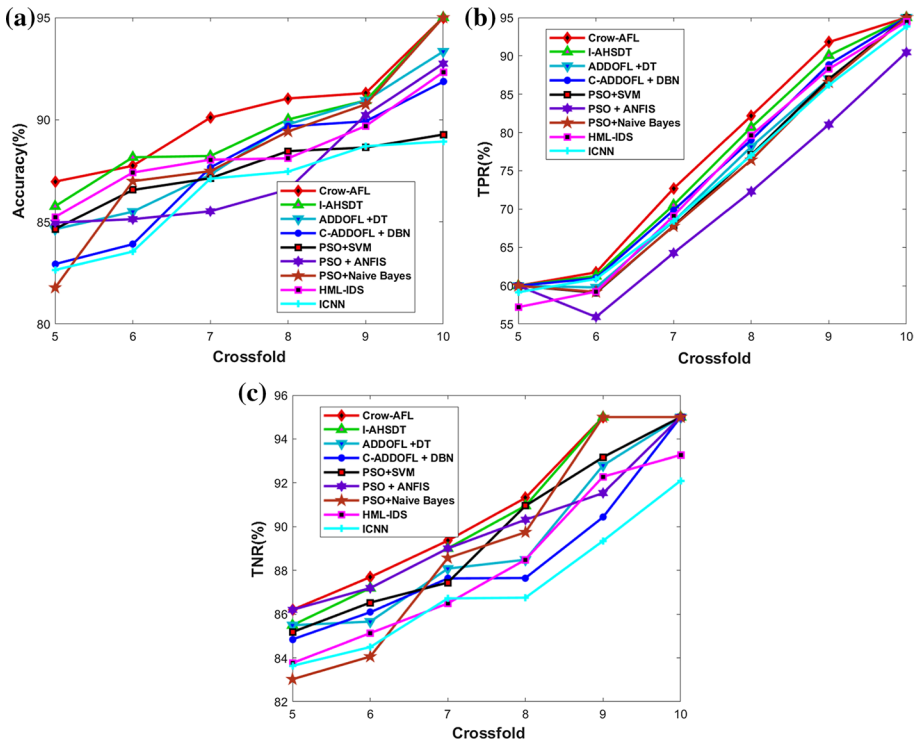 (a)
Accuracy(%)
95
90
85
80
5 6 7 8 9 10
Crossfold
Crow-AFL
I-AHSDT
ADDOFL +DT
C-ADDOFL + DBN
PSO+SVM
PSO + ANFIS
PSO+Naive Bayes
HML-IDS
ICNN
(b)
TPR(%)
95
90
85
80
75
70
65
60
55
5 6 7 8 9 10
Crossfold
Crow-AFL
I-AHSDT
ADDOFL +DT
C-ADDOFL + DBN
PSO+SVM
PSO + ANFIS
PSO+Naive Bayes
HML-IDS
ICNN
(c)
TNR(%)
96
94
92
90
88
86
84
82
5 6 7 8 9 10
Crossfold
Crow-AFL
I-AHSDT
ADDOFL +DT
C-ADDOFL + DBN
PSO+SVM
PSO + ANFIS
PSO+Naive Bayes
HML-IDS
ICNN